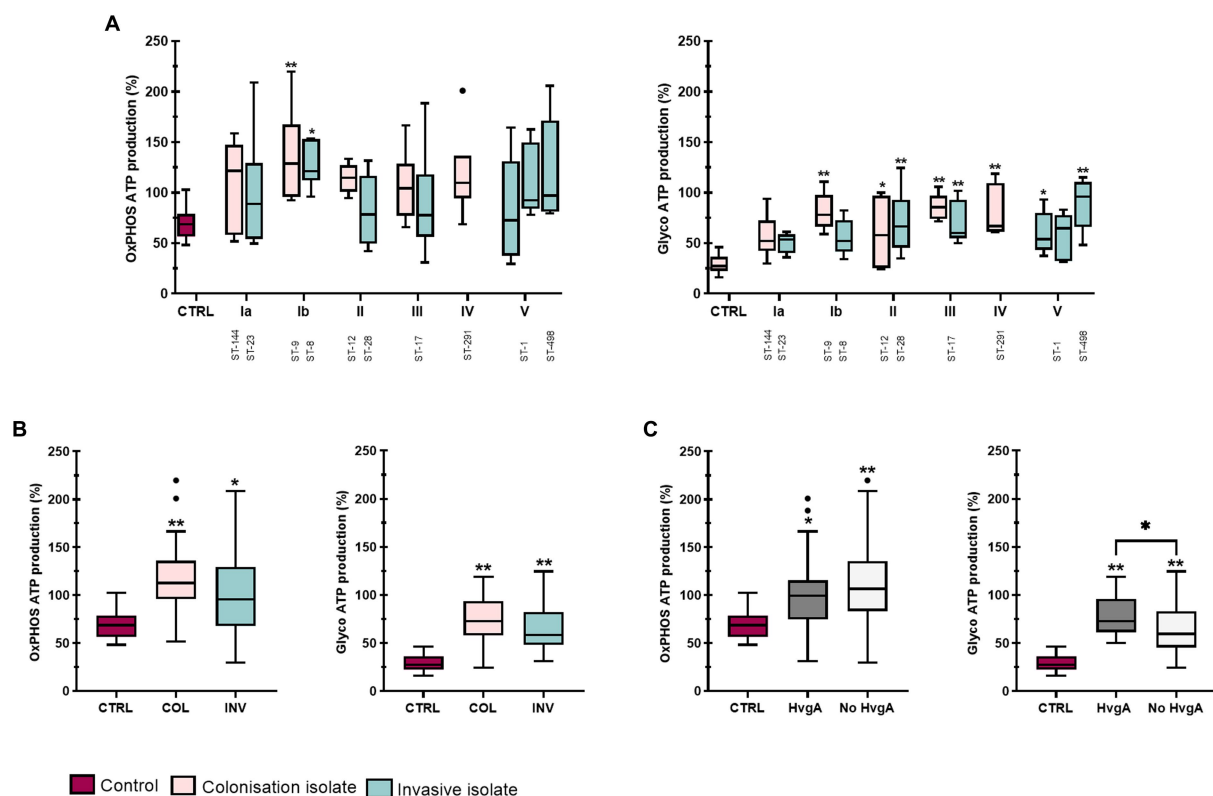 A
OxPHOS ATP production (%)
250
200
150
100
50
0
** *
CTRL Ia Ib II III IV V
ST-144 ST-23 ST-9 ST-8 ST-12 ST-28 ST-17 ST-291 ST-1 ST-498
Glyco ATP production (%)
250
200
150
100
50
0
** * ** ** ** ** * **
CTRL Ia Ib II III IV V
ST-144 ST-23 ST-9 ST-8 ST-12 ST-28 ST-17 ST-291 ST-1 ST-498
B
OxPHOS ATP production (%)
250
200
150
100
50
0
** *
CTRL COL INV
Glyco ATP production (%)
250
200
150
100
50
0
** **
CTRL COL INV
C
OxPHOS ATP production (%)
250
200
150
100
50
0
* **
CTRL HvgA No HvgA
Glyco ATP production (%)
250
200
150
100
50
0
*
** **
CTRL HvgA No HvgA
Control Colonisation isolate Invasive isolate